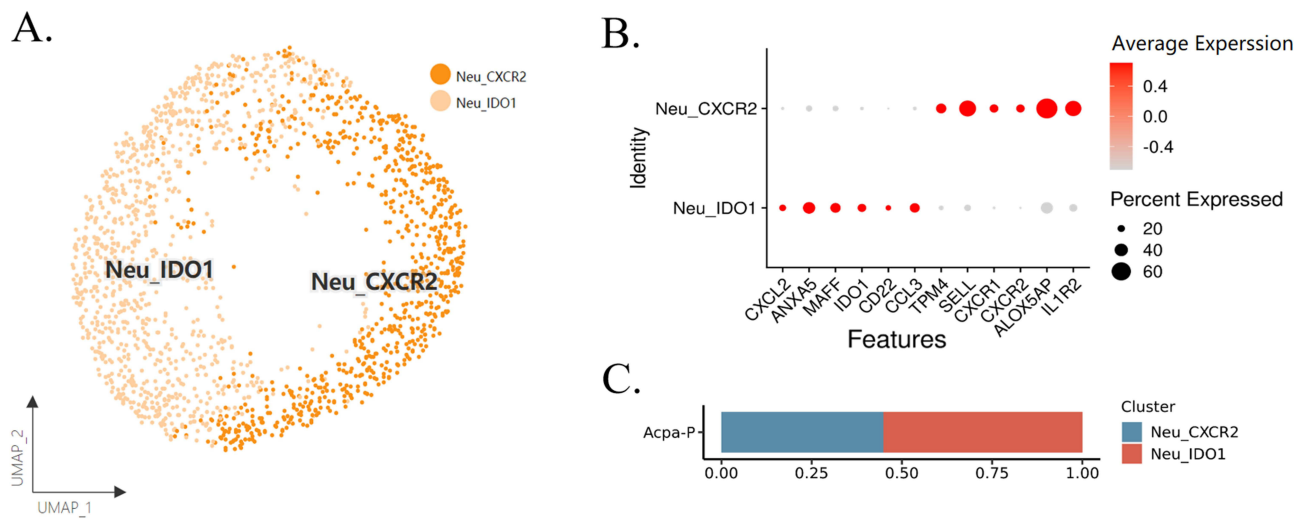 A.
Neu_CXCR2
Neu_IDO1
Neu_IDO1
Neu_CXCR2
UMAP_2
UMAP_1
B.
Identity
Neu_CXCR2
Neu_IDO1
CXCL2
ANXA5
MAFF
IDO1
CD22
CCL3
TPM4
SELL
CXCR1
CXCR2
ALOX5AP
IL1R2
Features
Average Experssion
0.4
0.0
-0.4
Percent Expressed
20
40
60
C.
Acpa-P
0.00 0.25 0.50 0.75 1.00
Cluster
Neu_CXCR2
Neu_IDO1